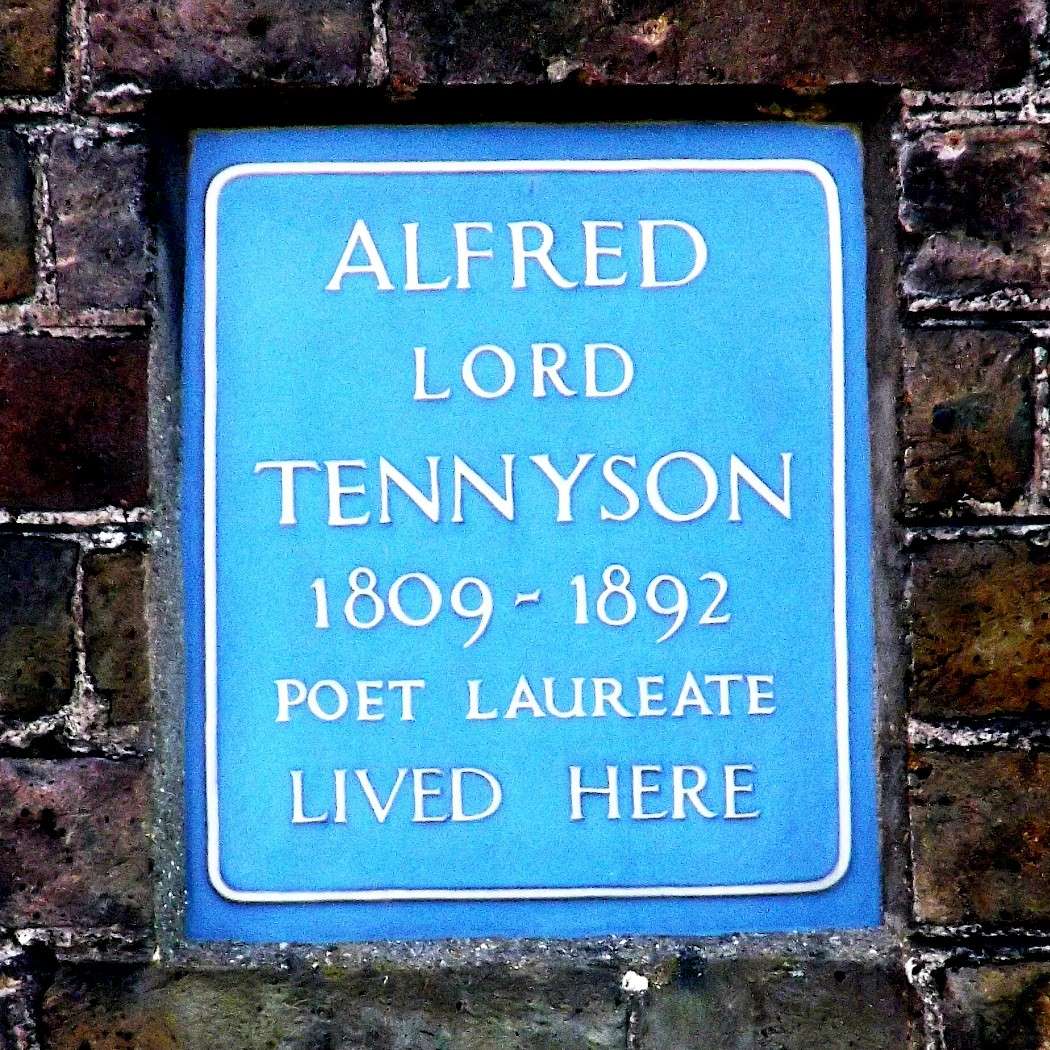 ALFRED
LORD
TENNYSON
1809-1892
POET LAUREATE
LIVED HERE